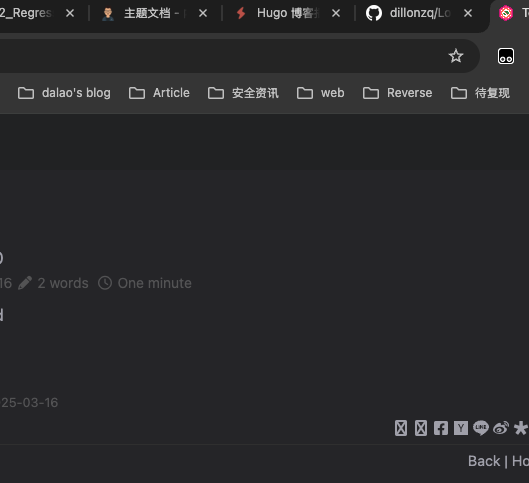 2_Regres 主题文档 - Hugo 博客 dillonzq/Lo
dalao's blog Article 安全资讯 web Reverse 待复现
16 2 words One minute
d
25-03-16
LINE
Back | Ho